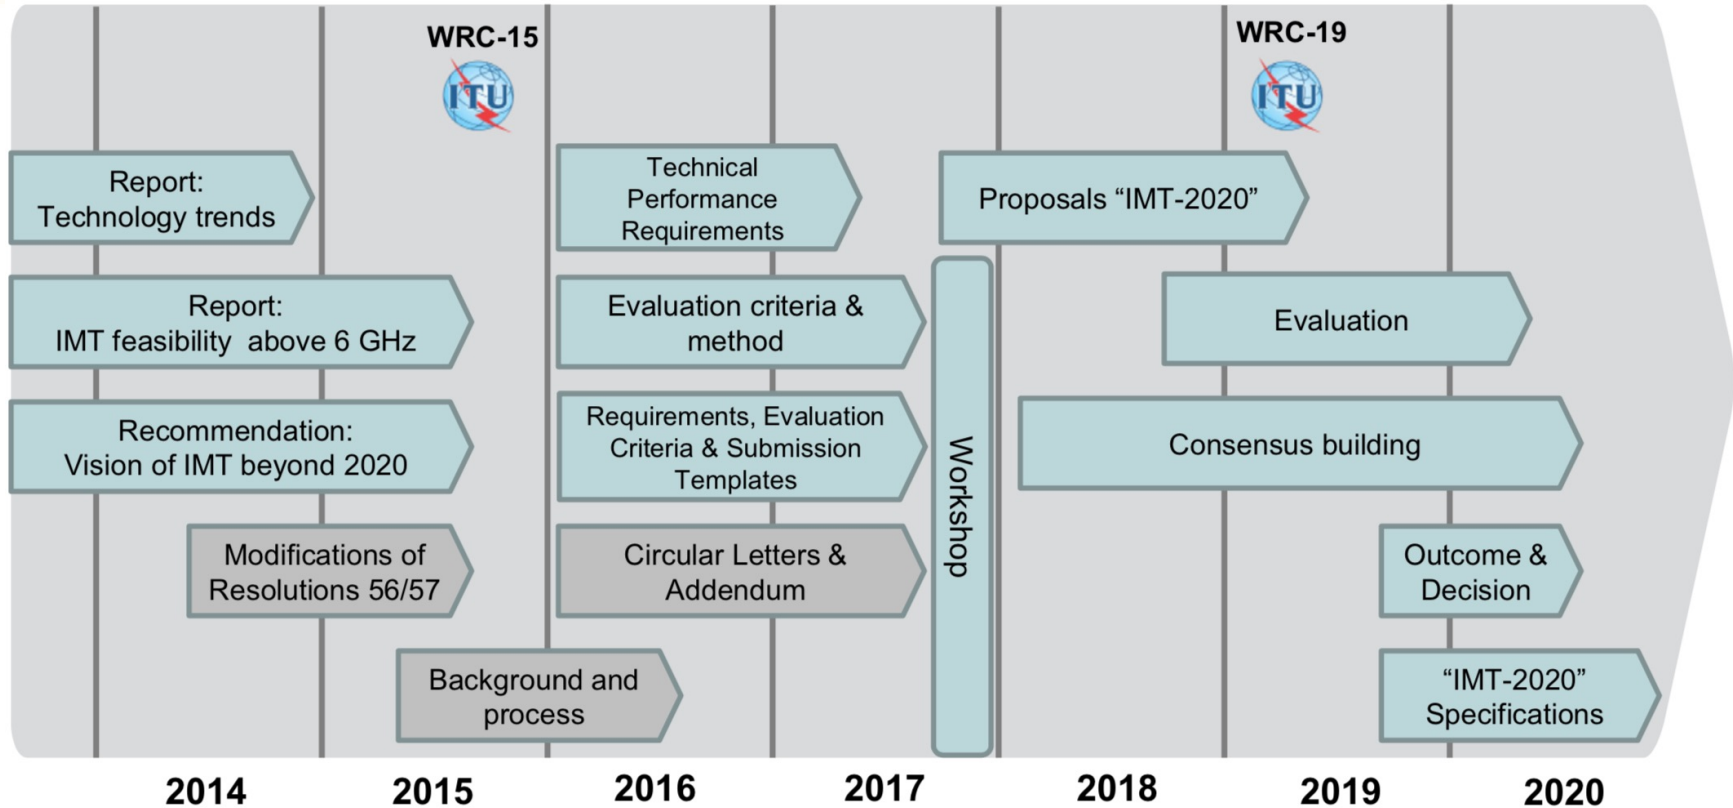 WRC-15
ITU
WRC-19
ITU
Report:
Technology trends
Technical
Performance
Requirements
Proposals “IMT-2020”
Report:
IMT feasibility above 6 GHz
Evaluation criteria &
method
Evaluation
Recommendation:
Vision of IMT beyond 2020
Requirements, Evaluation
Criteria & Submission
Templates
Workshop
Consensus building
Modifications of
Resolutions 56/57
Circular Letters &
Addendum
Outcome &
Decision
Background and
process
“IMT-2020”
Specifications
2014 2015 2016 2017 2018 2019 2020